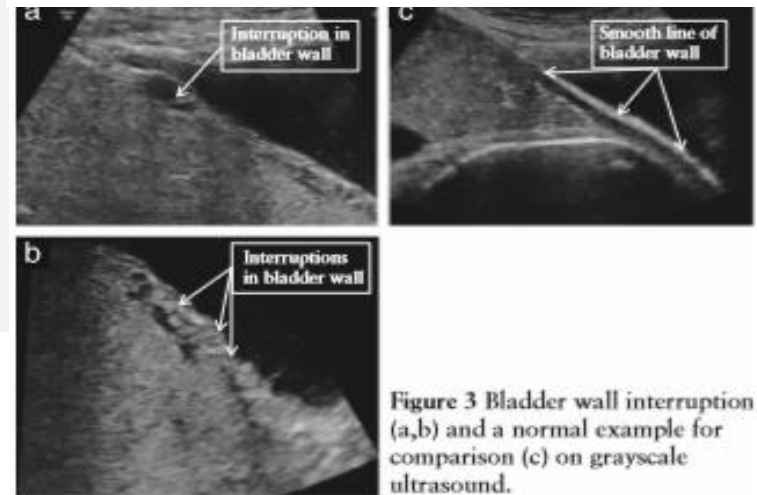 a
Interruption in
bladder wall
c
Smooth line of
bladder wall
b
Interruptions
in bladder wall
Figure 3 Bladder wall interruption
(a,b) and a normal example for
comparison (c) on grayscale
ultrasound.